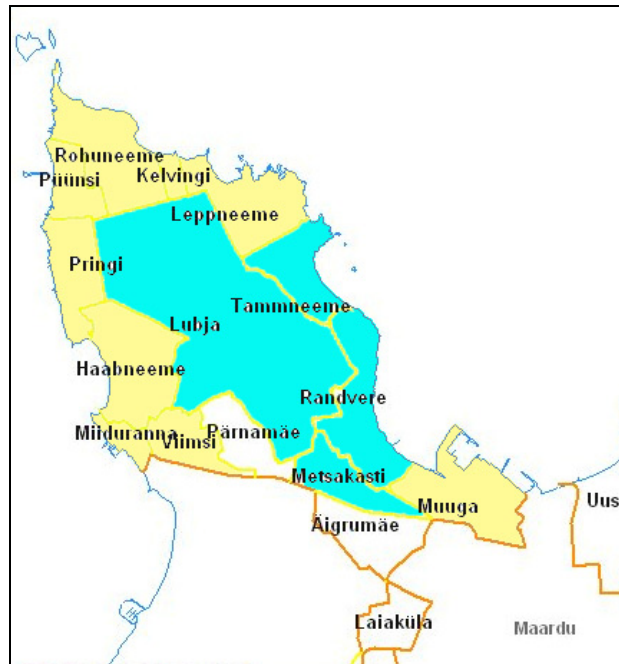 Rohuneeme
Püünsi
Kelvingi
Leppneeme
Pringi
Tammneeme
Lubja
Haabneeme
Randvere
Miiduranna
Viimsi
Pärnamäe
Metsakasti
Muuga
Uus
Äigrumäe
Laiaküla
Maardu